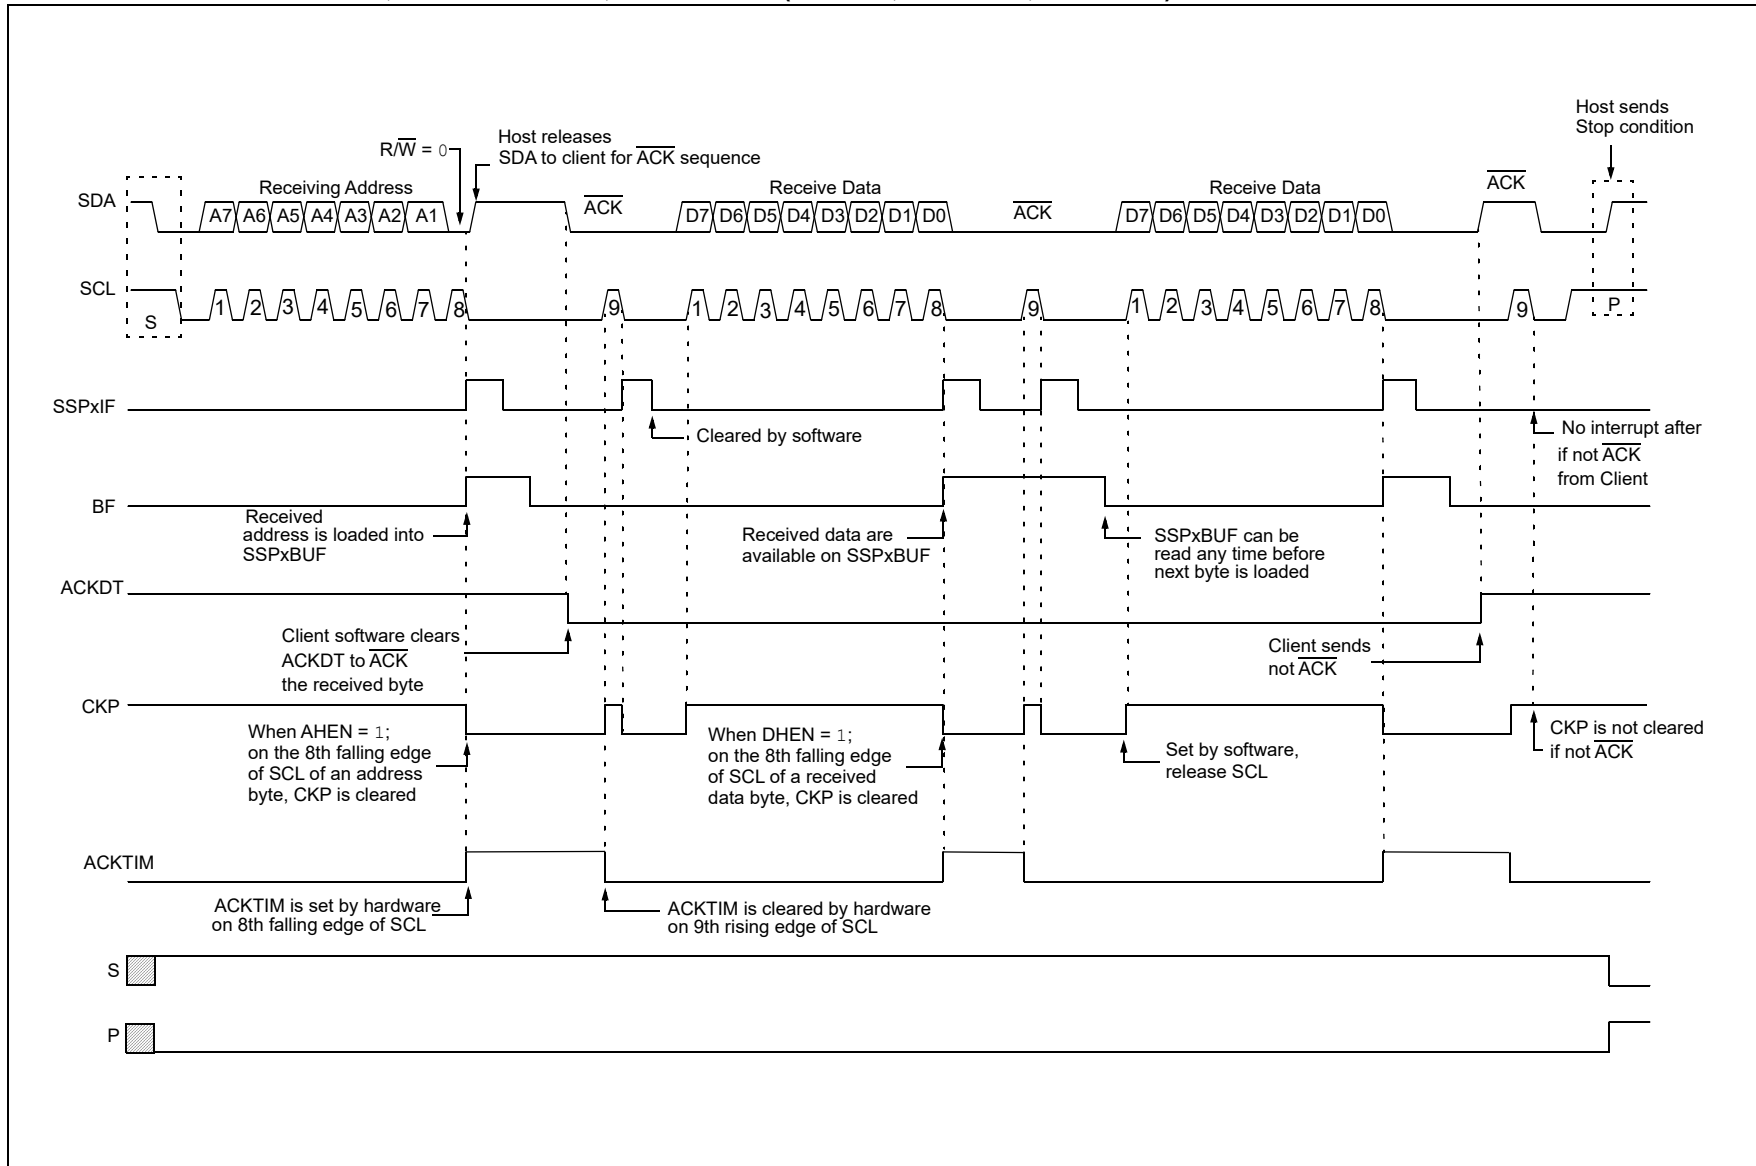 Host sends
Stop condition
Host releases
SDA to client for ACK sequence
R/W = 0
SDA
Receiving Address
A7 A6 A5 A4 A3 A2 A1
ACK
Receive Data
D7 D6 D5 D4 D3 D2 D1 D0
ACK
Receive Data
D7 D6 D5 D4 D3 D2 D1 D0
ACK
SCL
S
1 2 3 4 5 6 7 8 9
1 2 3 4 5 6 7 8 9
1 2 3 4 5 6 7 8 9
P
SSPxIF
Cleared by software
No interrupt after
if not ACK
from Client
BF
Received
address is loaded into
SSPxBUF
Received data are
available on SSPxBUF
SSPxBUF can be
read any time before
next byte is loaded
ACKDT
Client software clears
ACKDT to ACK
the received byte
Client sends
not ACK
CKP
When AHEN = 1;
on the 8th falling edge
of SCL of an address
byte, CKP is cleared
When DHEN = 1;
on the 8th falling edge
of SCL of a received
data byte, CKP is cleared
Set by software,
release SCL
CKP is not cleared
if not ACK
ACKTIM
ACKTIM is set by hardware
on 8th falling edge of SCL
ACKTIM is cleared by hardware
on 9th rising edge of SCL
S
P